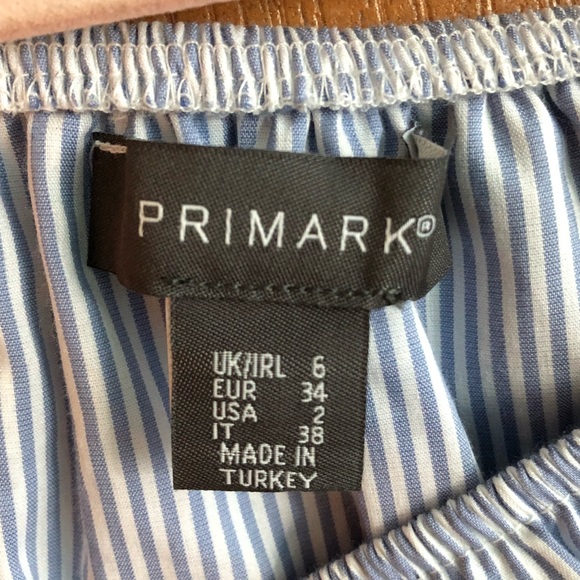 PRIMARK®
UK/IRL 6
EUR 34
USA 2
IT 38
MADE IN
TURKEY